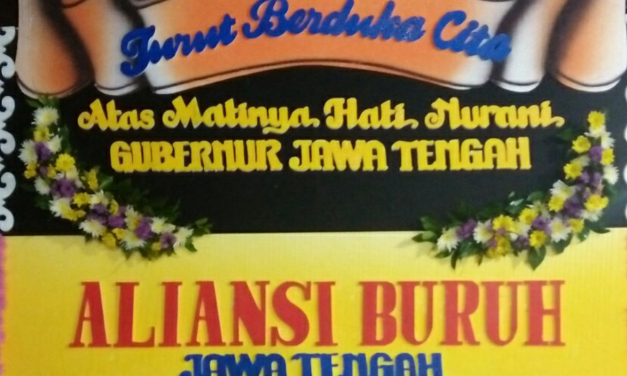 Turut Berduka Cita
Atas Matinya Hati Nurani
GUBERNUR JAWA TENGAH
ALIANSI BURUH
JAWA TENGAH